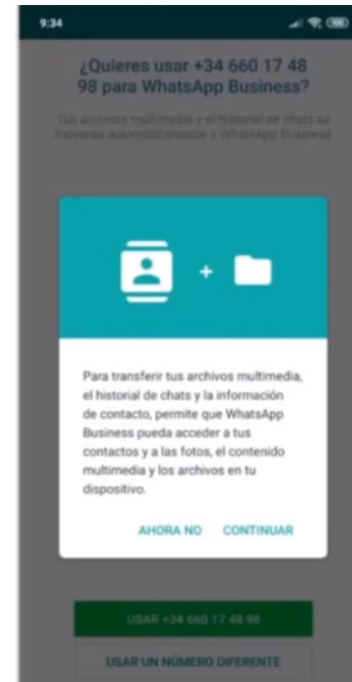 9:34
¿Quieres usar +34 660 17 48
98 para WhatsApp Business?
Tus archivos multimedia y el historial de chats se
moverán automáticamente a WhatsApp Business
+
Para transferir tus archivos multimedia,
el historial de chats y la información
de contacto, permite que WhatsApp
Business pueda acceder a tus
contactos y a las fotos, el contenido
multimedia y los archivos en tu
dispositivo.
AHORA NO CONTINUAR
USAR +34 660 17 48 98
USAR UN NÚMERO DIFERENTE